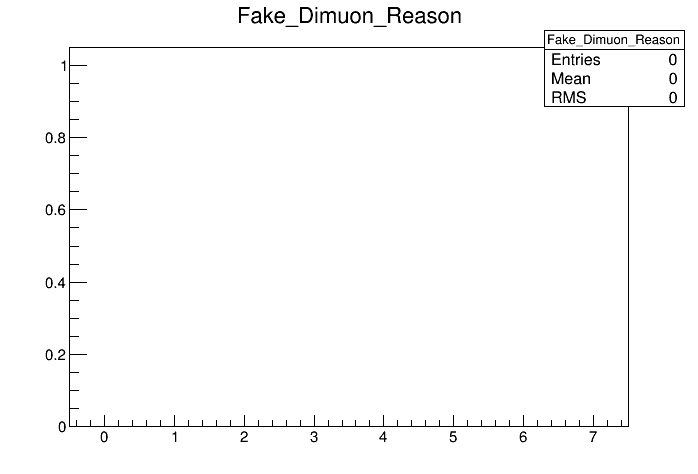 Fake_Dimuon_Reason
Fake_Dimuon_Reason
Entries 0
Mean 0
RMS 0
1
0.8
0.6
0.4
0.2
0
0 1 2 3 4 5 6 7